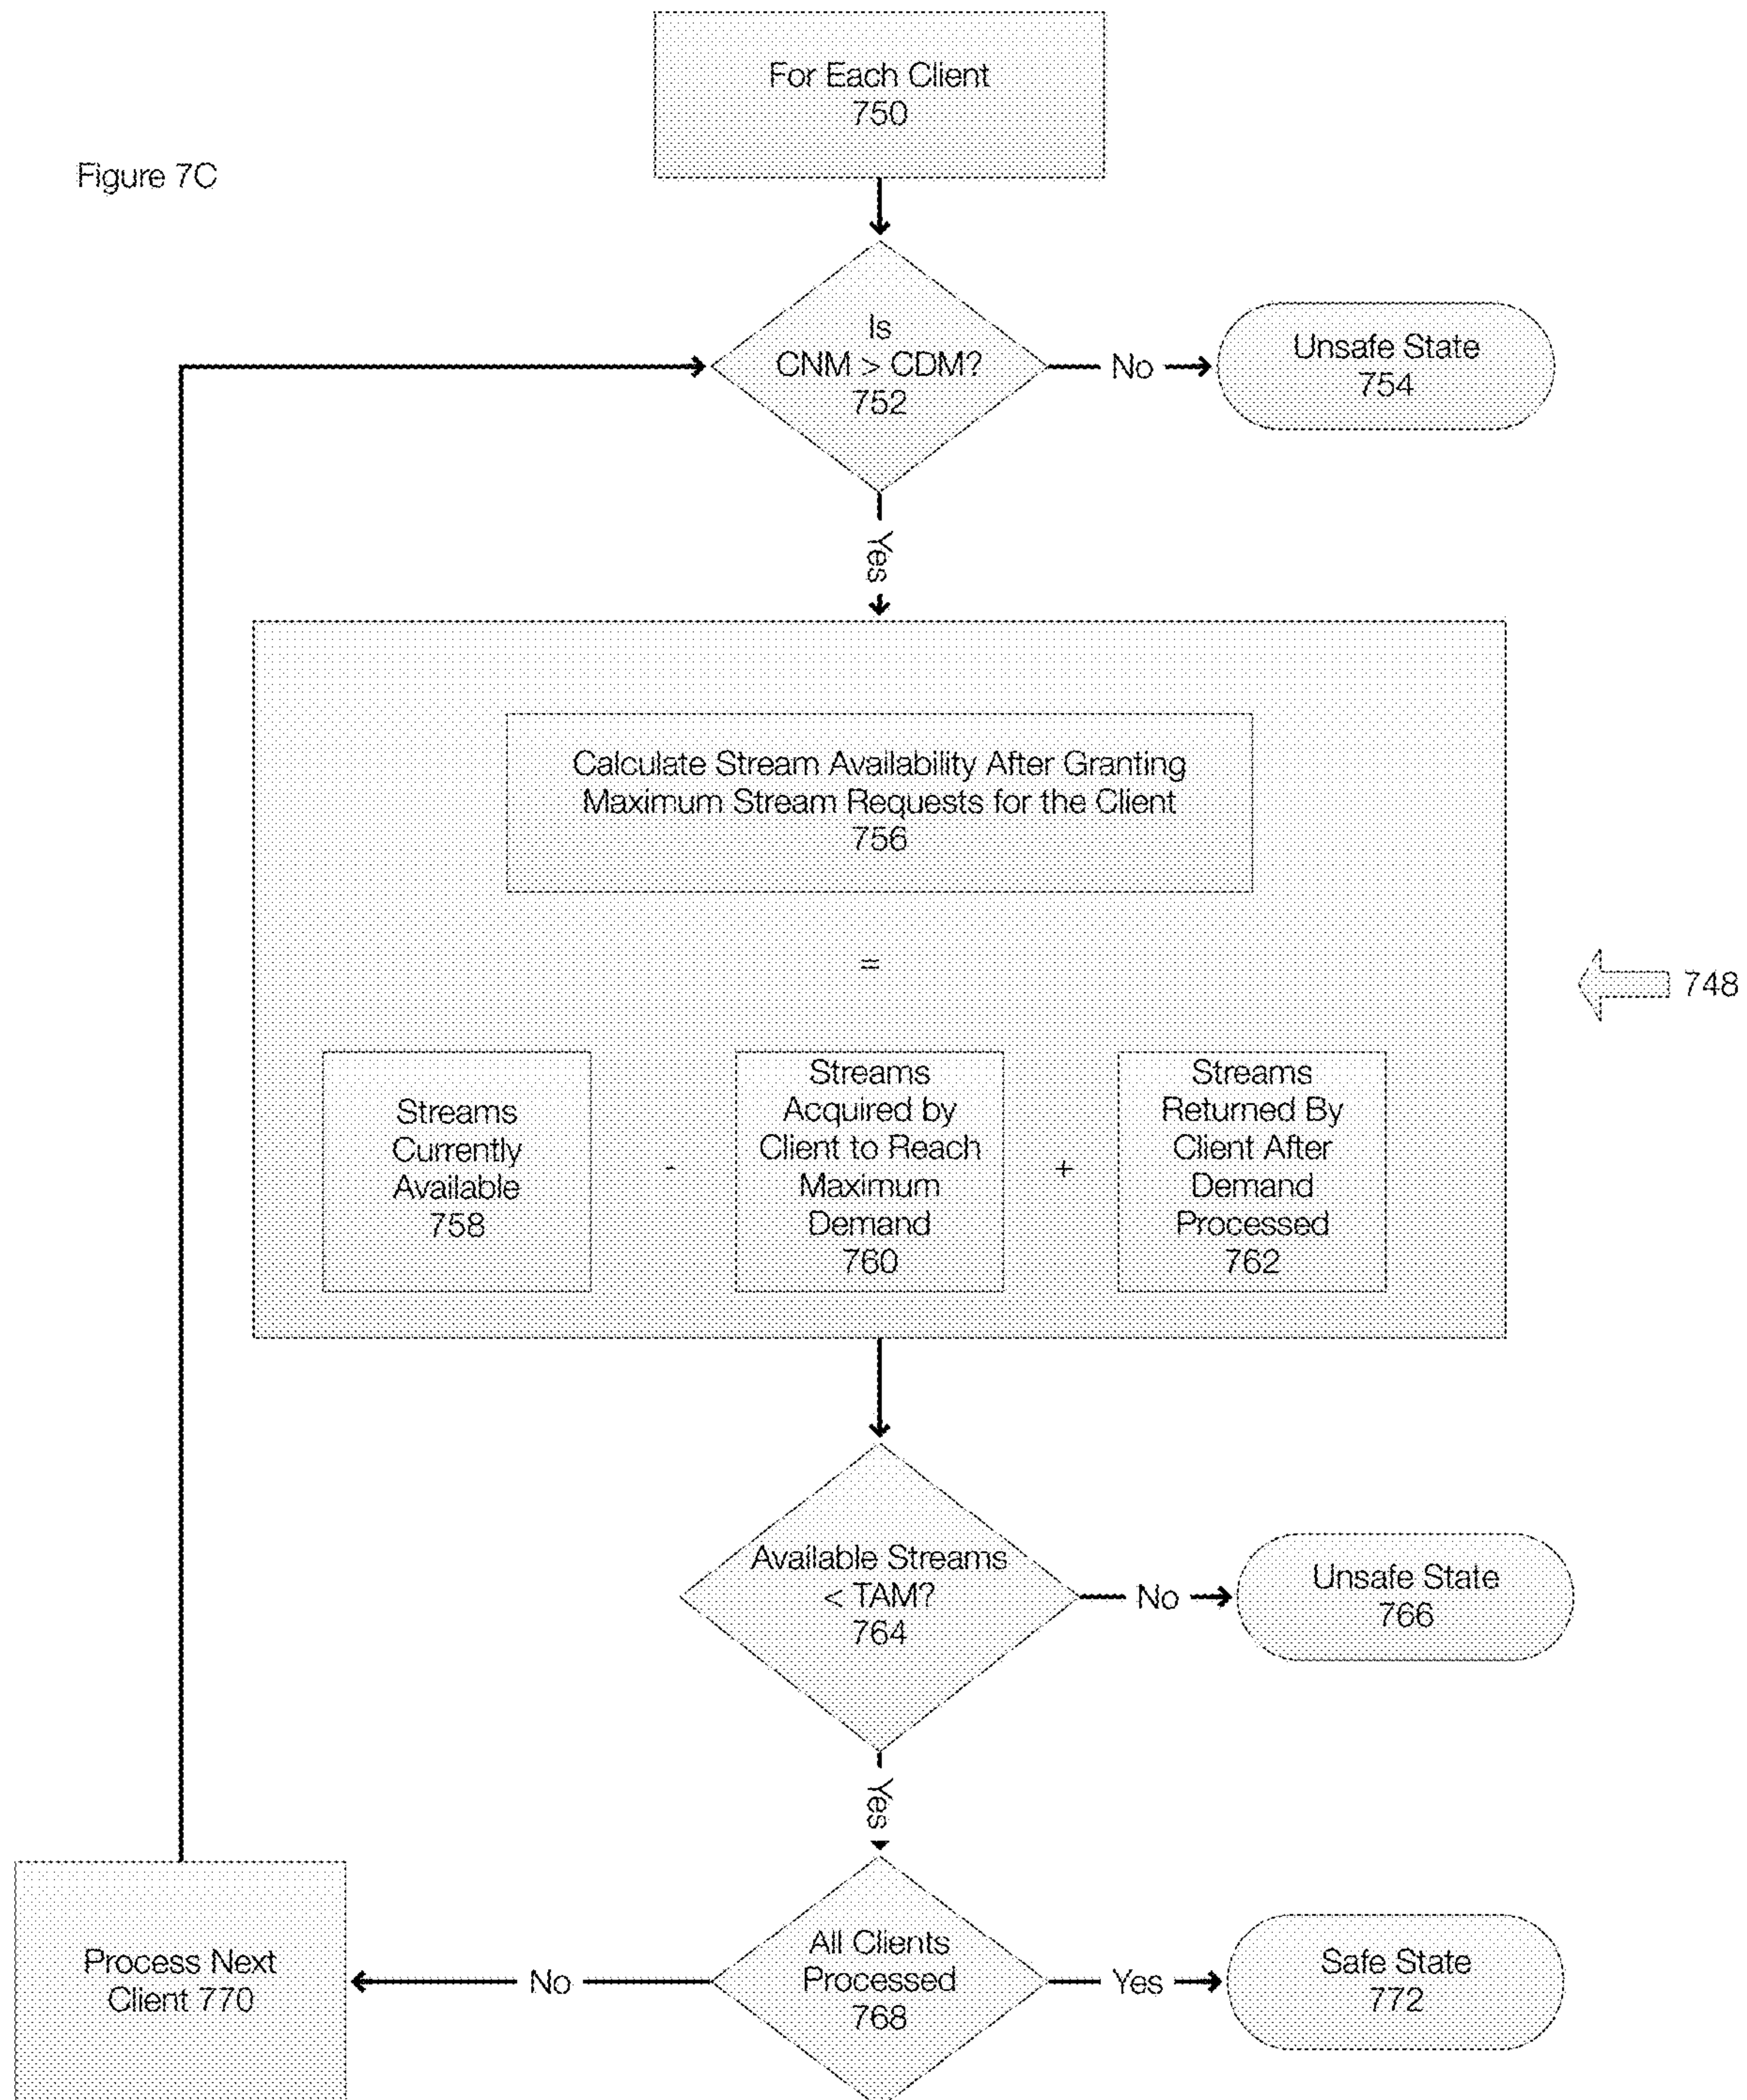 For Each Client
750
Figure 7C
Is
CNM > CDM?
752
No
Unsafe State
754
Yes
Calculate Stream Availability After Granting
Maximum Stream Requests for the Client
756
=
Streams
Currently
Available
758
-
Streams
Acquired by
Client to Reach
Maximum
Demand
760
+
Streams
Returned By
Client After
Demand
Processed
762
748
Available Streams
< TAM?
764
No
Unsafe State
766
Yes
Process Next
Client 770
No
All Clients
Processed
768
Yes
Safe State
772